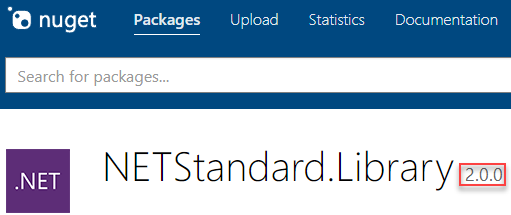 nuget Packages Upload Statistics Documentation
Search for packages...
.NET NETStandard.Library 2.0.0